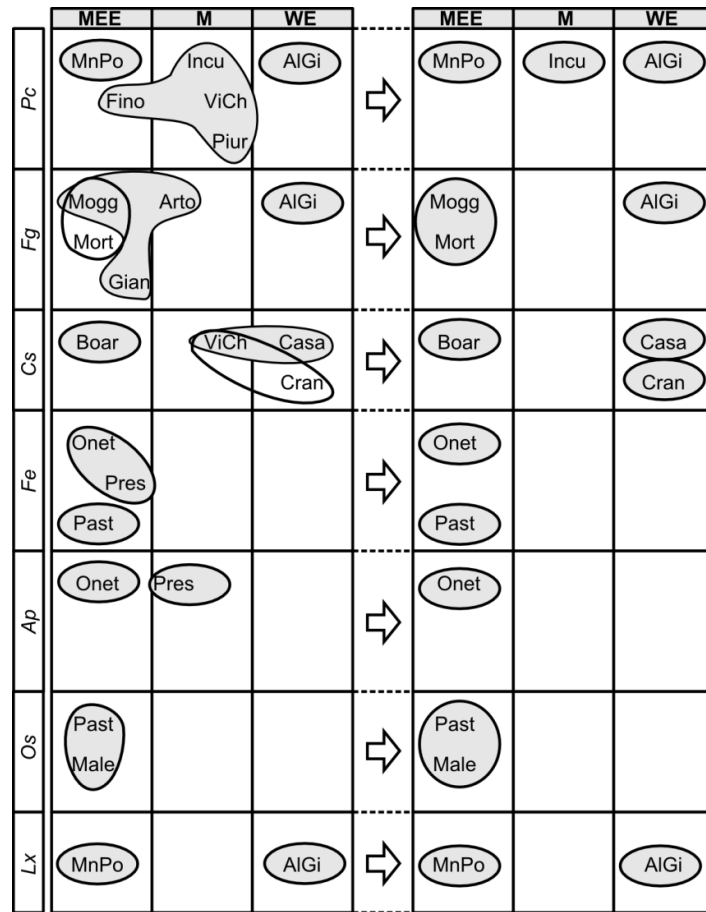 MEE M WE MEE M WE
Pc
MnPo Incu AlGi MnPo Incu AlGi
Fino ViCh
Piur
Fg
Mogg Arto AlGi Mogg AlGi
Mort Mort
Gian
Cs
Boar ViCh Casa Boar Casa
Cran Cran
Fe
Onet Onet
Pres
Past Past
Ap
Onet Pres Onet
Os
Past Past
Male Male
Lx
MnPo AlGi MnPo AlGi